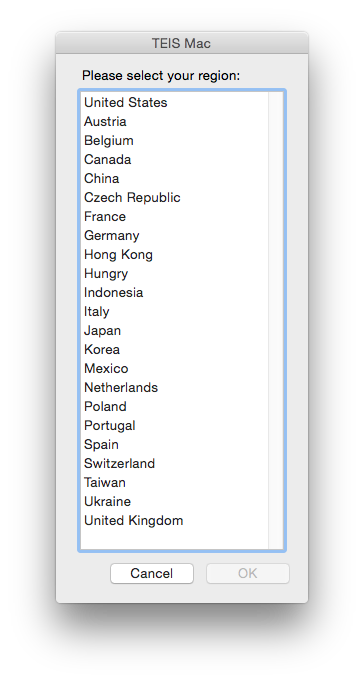 TEIS Mac
Please select your region:
United States
Austria
Belgium
Canada
China
Czech Republic
France
Germany
Hong Kong
Hungry
Indonesia
Italy
Japan
Korea
Mexico
Netherlands
Poland
Portugal
Spain
Switzerland
Taiwan
Ukraine
United Kingdom
Cancel OK